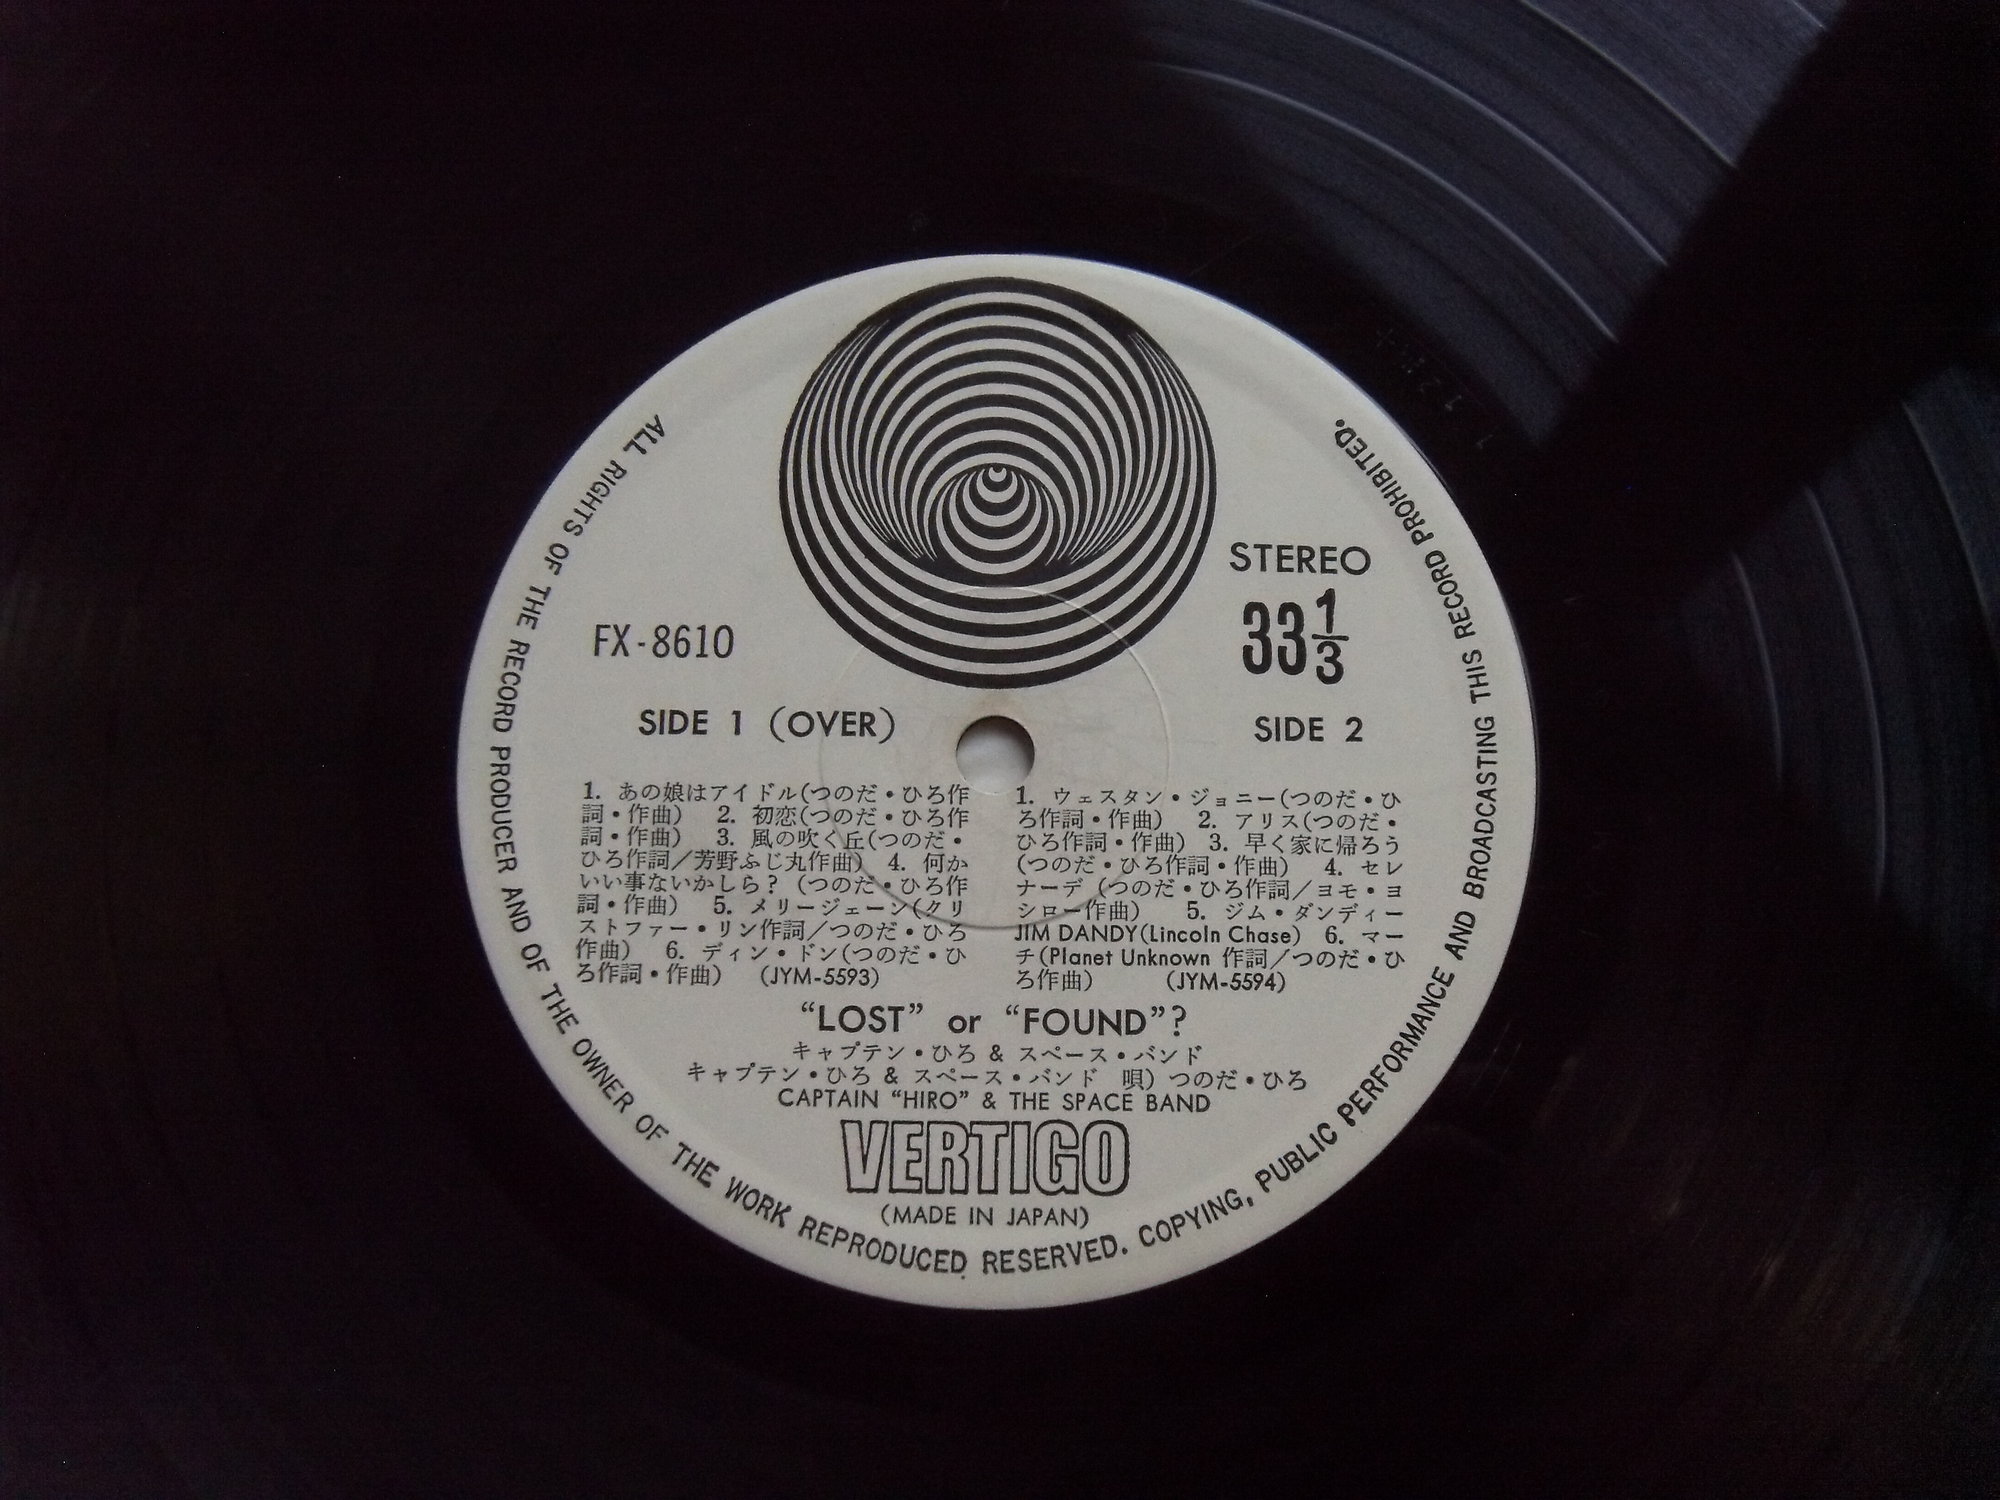 STEREO
33 1/3
FX-8610
SIDE 1 (OVER)
1. あの娘はアイドル(つのだ・ひろ作
詞・作曲) 2. 初恋(つのだ・ひろ作
詞・作曲) 3. 風の吹く丘(つのだ・
ひろ作詞/芳野ふじ丸作曲) 4. 何か
いい事ないかしら? (つのだ・ひろ作
詞・作曲) 5. メリージェーン(クリ
ストファー・リン作詞/つのだ・ひろ
作曲) 6. ディン・ドン(つのだ・ひ
ろ作詞・作曲) (JYM-5593)
SIDE 2
1. ウェスタン・ジョニー(つのだ・ひ
ろ作詞・作曲) 2. アリス(つのだ・
ひろ作詞・作曲) 3. 早く家に帰ろう
(つのだ・ひろ作詞・作曲) 4. セレ
ナーデ (つのだ・ひろ作詞/ヨモ・ヨ
シロー作曲) 5. ジム・ダンディー
JIM DANDY(Lincoln Chase) 6. マー
チ(Planet Unknown 作詞/つのだ・ひ
ろ作曲) (JYM-5594)
“LOST” or “FOUND”?
キャプテン・ひろ & スペース・バンド
キャプテン・ひろ & スペース・バンド 唄) つのだ・ひろ
CAPTAIN “HIRO” & THE SPACE BAND
VERTIGO
(MADE IN JAPAN)
ALL RIGHTS OF THE RECORD PRODUCER AND OF THE OWNER OF THE WORK REPRODUCED RESERVED. COPYING, PUBLIC PERFORMANCE AND BROADCASTING THIS RECORD PROHIBITED.